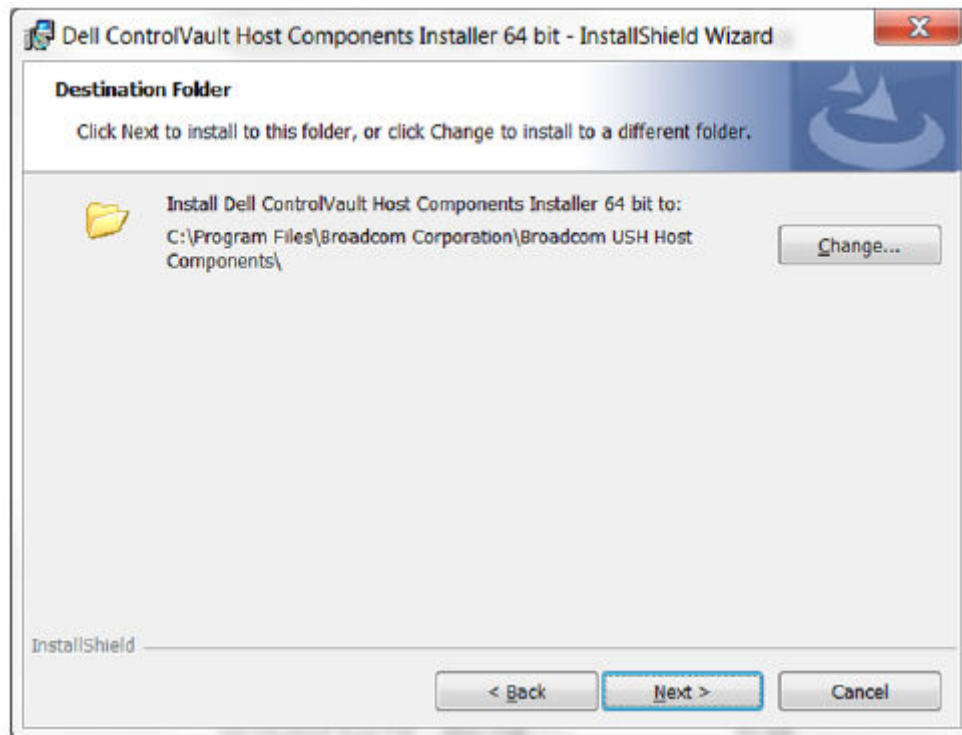 Dell ControlVault Host Components Installer 64 bit - InstallShield Wizard
Destination Folder
Click Next to install to this folder, or click Change to install to a different folder.
Install Dell ControlVault Host Components Installer 64 bit to:
C:\Program Files\Broadcom Corporation\Broadcom USH Host
Components\
Change...
InstallShield
< Back
Next >
Cancel